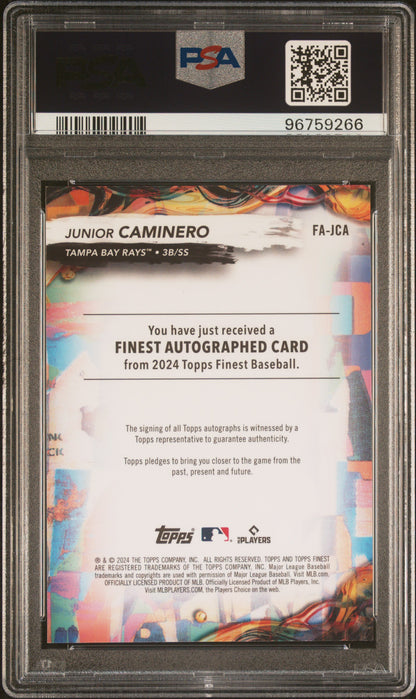 PSA
96759266
JUNIOR CAMINERO
FA-JCA
TAMPA BAY RAYS™ • 3B/SS
You have just received a
FINEST AUTOGRAPHED CARD
from 2024 Topps Finest Baseball.
The signing of all Topps autographs is witnessed by a
Topps representative to guarantee authenticity.
Topps pledges to bring you closer to the game from the
past, present and future.
Topps
PLAYERS
® & © 2024 THE TOPPS COMPANY, INC. ALL RIGHTS RESERVED. TOPPS AND TOPPS FINEST
ARE REGISTERED TRADEMARKS OF THE TOPPS COMPANY, INC. Major League Baseball
trademarks and copyrights are used with permission of Major League Baseball. Visit MLB.com.
OFFICIALLY LICENSED PRODUCT OF MLB Players, Inc.
Visit MLBPLAYERS.com, the Players Choice on the web.